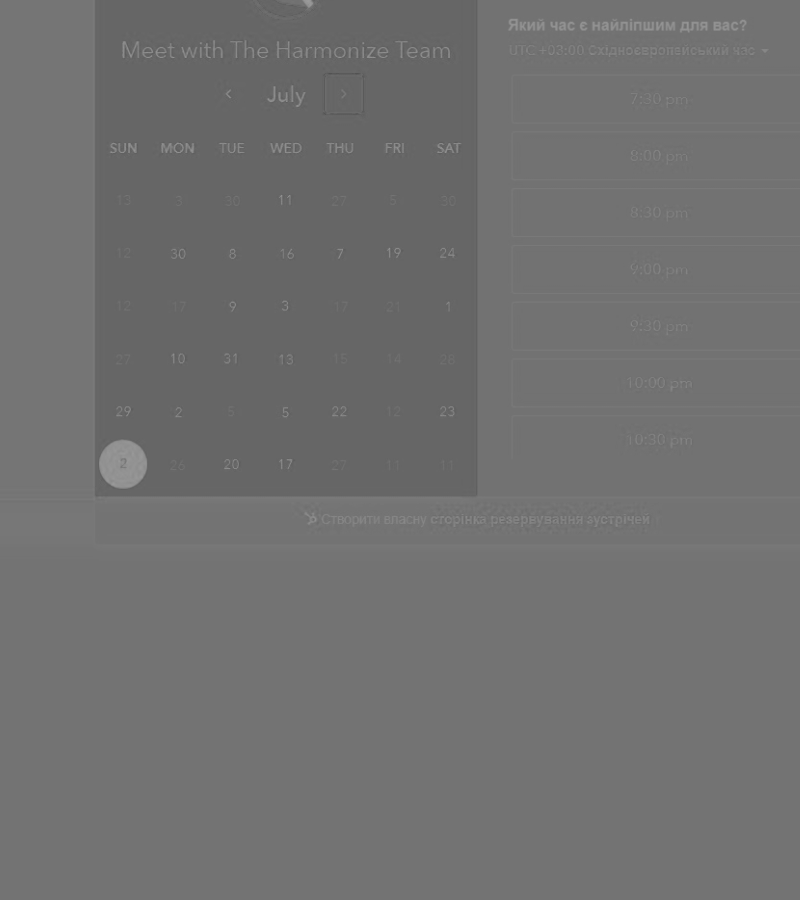 Meet with The Harmonize Team
July
SUN MON TUE WED THU FRI SAT
13 3 30 11 27 5 30
12 30 8 16 7 19 24
12 17 9 3 17 21 1
27 10 31 13 15 14 26
29 2 5 5 22 12 23
2 26 20 17 27 11 11
Який час є найліпшим для вас?
UTC +03:00 Східноєвропейський час
7:30 pm
8:00 pm
8:30 pm
9:00 pm
9:30 pm
10:00 pm
10:30 pm
Створити власну сторінка резервування зустрічей